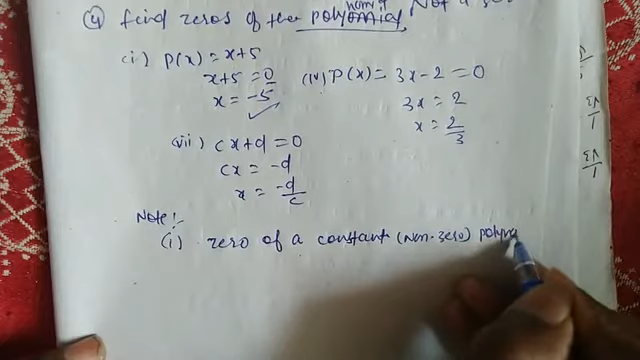 (4) find zeros of the polynomial, Not a
(i) P(x) = x+5
x+5 = 0
x = -5
(iv) P(x) = 3x-2 = 0
3x = 2
x = 2/3
(vii) cx+d = 0
cx = -d
x = -d/c
Note:-
(i) zero of a constant (Non-zero) polyno